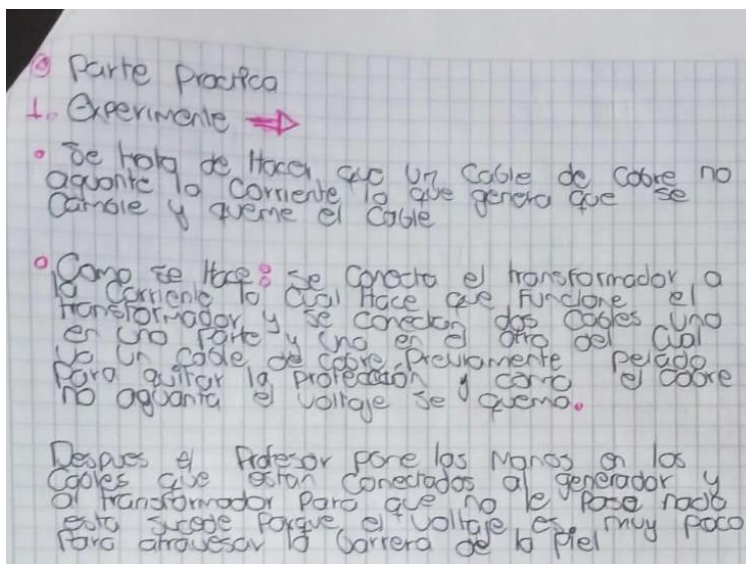 Parte Practica
1. Experimente
• Se trata de Hacer que un cable de cobre no
aguante la corriente lo que genera que se
cambie y queme el cable
• Como se Hace: se conecta el transformador a
la corriente lo cual Hace que funcione el
transformador y se conectan dos cables uno
en una parte y uno en el otro del cual
va un cable de cobre previamente pelado
para quitar la protección y como el cobre
no aguanta el voltaje se quema.
Despues el Profesor pone las Manos en los
cables que estan conectados al generador y
al transformador para que no le pase nada
esto sucede porque el voltaje es muy poco
para atravesar la barrera de la piel